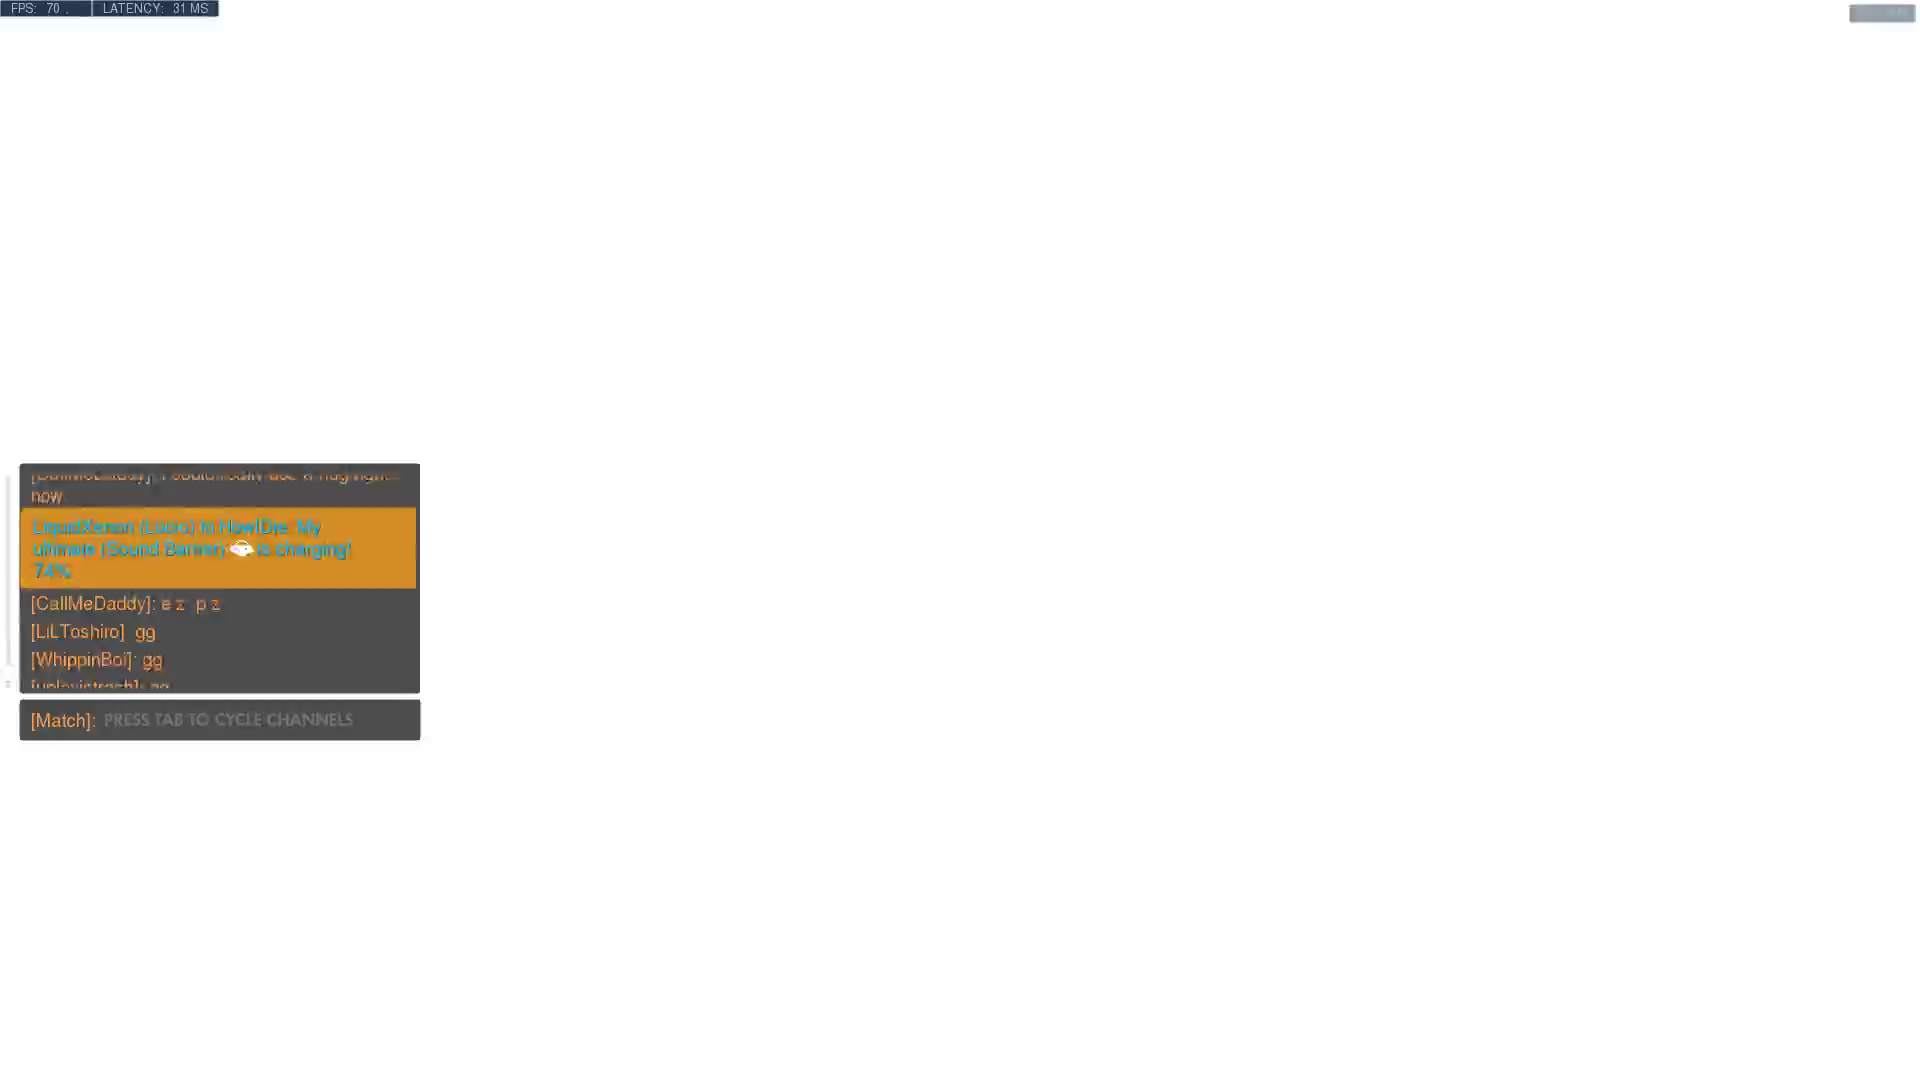 FPS: 70 LATENCY: 31 MS
now
LiquidXenon (Lúcio) to HowIDie: My
ultimate (Sound Barrier) is charging!
74%
[CallMeDaddy]: e z p z
[LiLToshiro] gg
[WhippinBoi]: gg
[Match]: PRESS TAB TO CYCLE CHANNELS